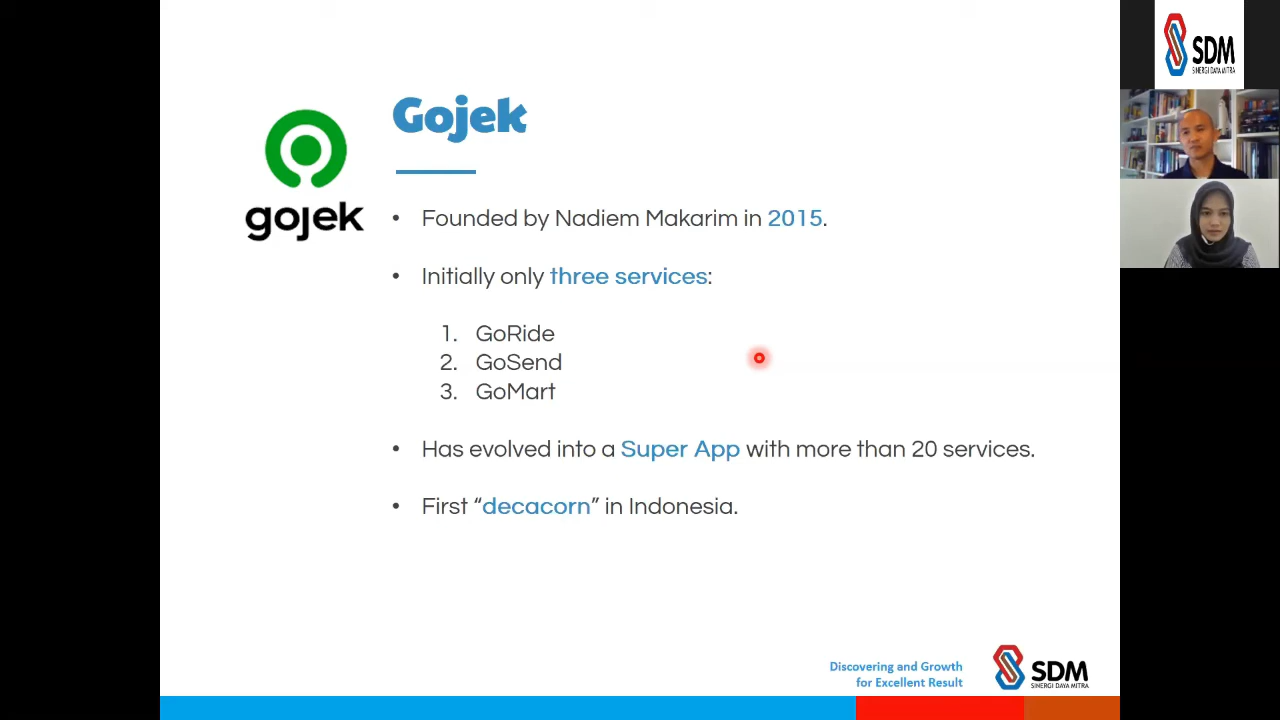 Gojek
gojek
• Founded by Nadiem Makarim in 2015.
• Initially only three services:
1. GoRide
2. GoSend
3. GoMart
• Has evolved into a Super App with more than 20 services.
• First “decacorn” in Indonesia.
Discovering and Growth
for Excellent Result
SDM
SINERGI DAYA MITRA
SDM
SINERGI DAYA MITRA